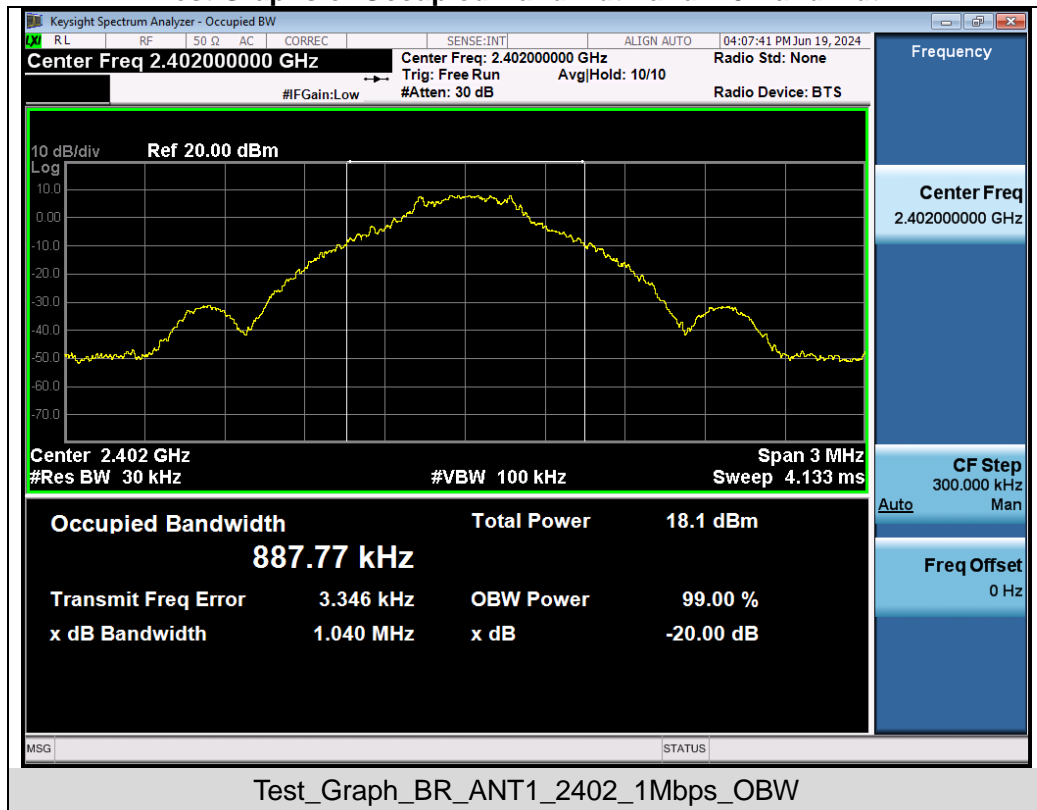 Keysight Spectrum Analyzer - Occupied BW
LXI RL RF 50 Ω AC CORREC SENSE:INT ALIGN AUTO 04:07:41 PM Jun 19, 2024
Center Freq 2.402000000 GHz
Center Freq: 2.402000000 GHz
Radio Std: None
Trig: Free Run Avg|Hold: 10/10
#IFGain:Low
#Atten: 30 dB
Radio Device: BTS
10 dB/div Ref 20.00 dBm
Log
10.0
0.00
-10.0
-20.0
-30.0
-40.0
-50.0
-60.0
-70.0
Center 2.402 GHz
Span 3 MHz
#Res BW 30 kHz
#VBW 100 kHz
Sweep 4.133 ms
Occupied Bandwidth
Total Power 18.1 dBm
887.77 kHz
Transmit Freq Error 3.346 kHz
OBW Power 99.00 %
x dB Bandwidth 1.040 MHz
x dB -20.00 dB
Frequency
Center Freq
2.402000000 GHz
CF Step
300.000 kHz
Auto Man
Freq Offset
0 Hz
MSG
STATUS
Test_Graph_BR_ANT1_2402_1Mbps_OBW